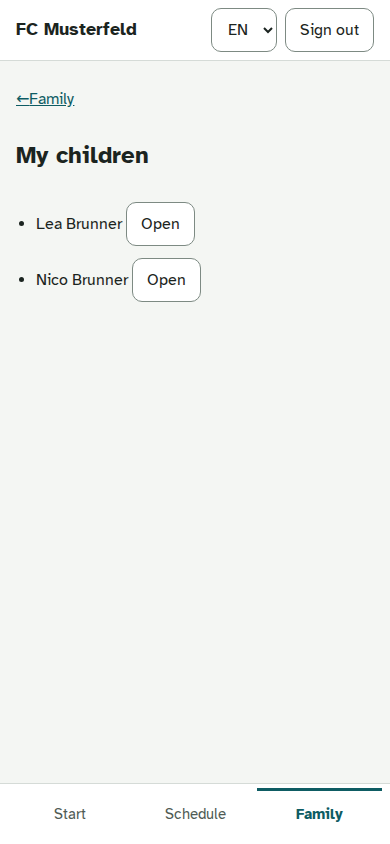 FC Musterfeld EN Sign out
←Family
My children
• Lea Brunner Open
• Nico Brunner Open
Start Schedule Family